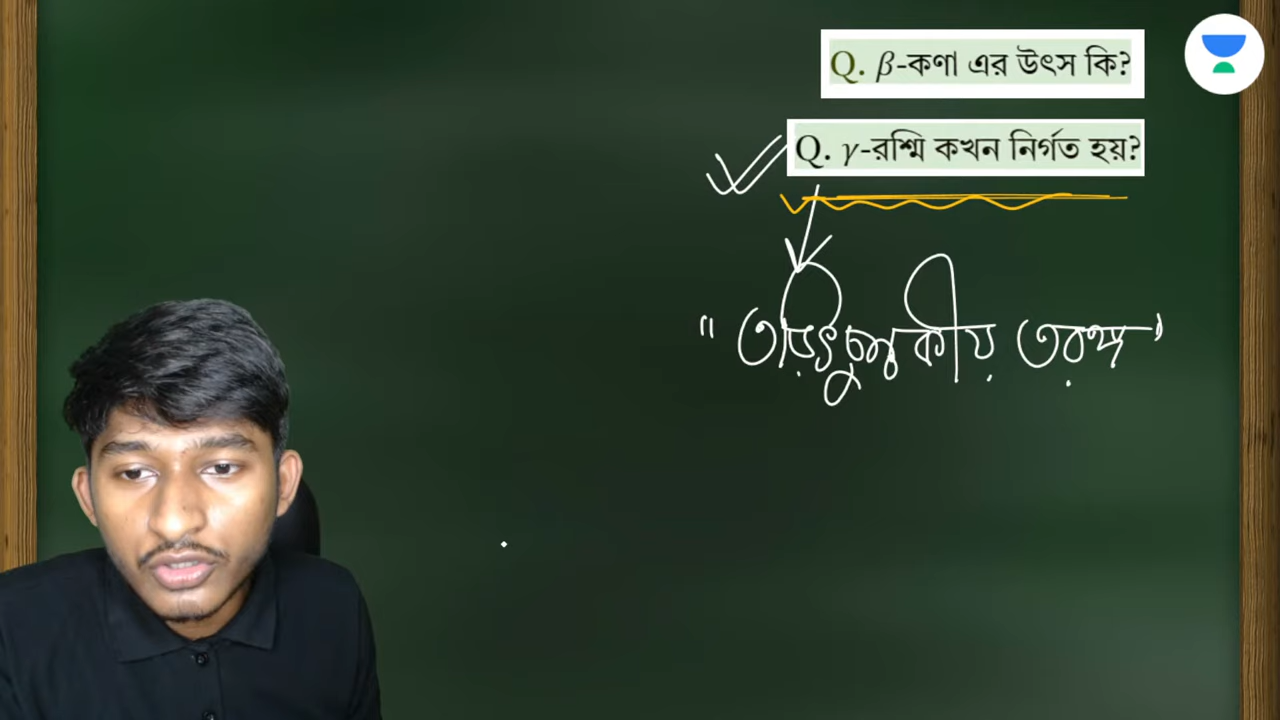 Q. β-কণা এর উৎস কি?
Q. γ-রশ্মি কখন নির্গত হয়?
"তড়িৎচুম্বকীয় তরঙ্গ"